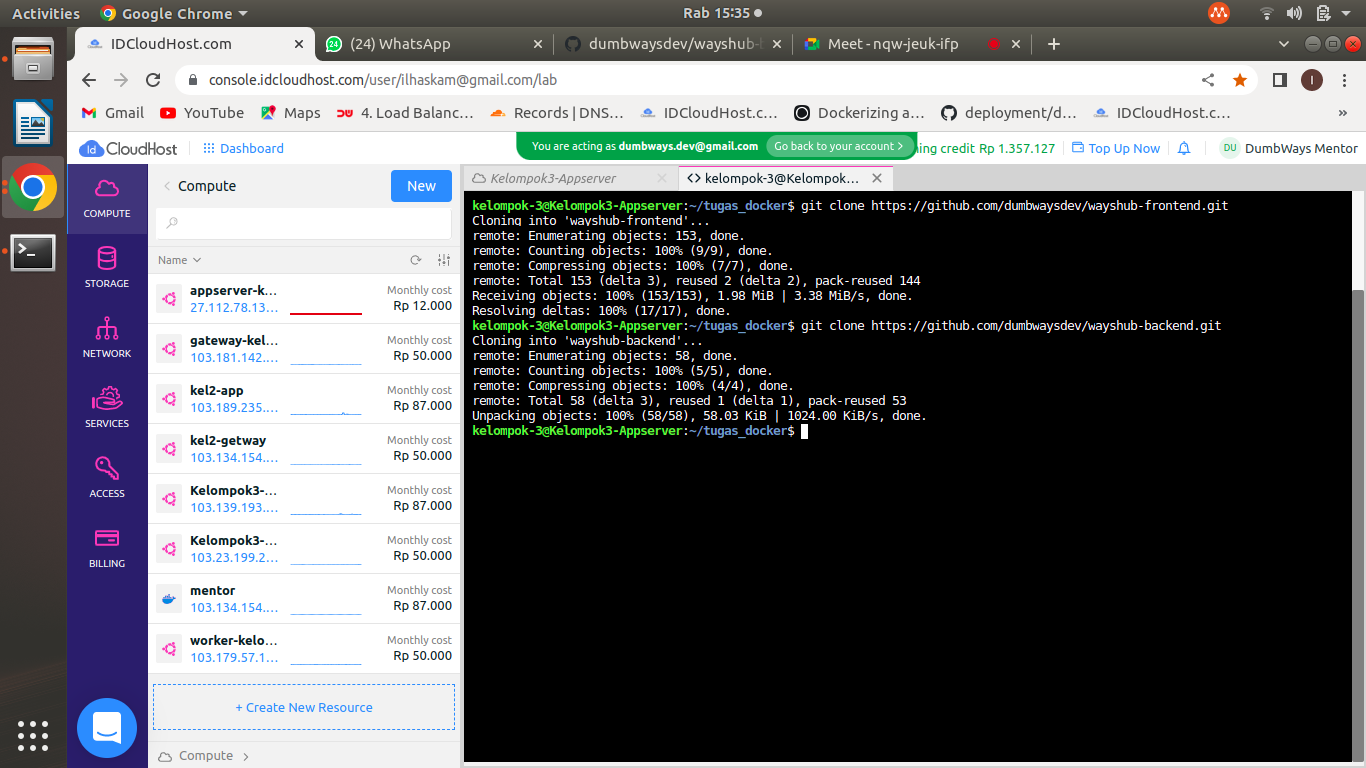 Activities
Google Chrome
Rab 15:35
IDCloudHost.com
(24) WhatsApp
dumbwaysdev/wayshub-
Meet - nqw-jeuk-ifp
console.idcloudhost.com/user/ilhaskam@gmail.com/lab
I
Gmail
YouTube
Maps
4. Load Balanc…
Records | DNS…
IDCloudHost.c…
Dockerizing a…
deployment/d…
IDCloudHost.c…
»
Id CloudHost
Dashboard
You are acting as dumbways.dev@gmail.com
Go back to your account >
ing credit Rp 1.357.127
Top Up Now
DU
DumbWays Mentor
COMPUTE
STORAGE
NETWORK
SERVICES
ACCESS
BILLING
Compute
New
Name
appserver-k…
27.112.78.13…
Monthly cost
Rp 12.000
gateway-kel…
103.181.142…
Monthly cost
Rp 50.000
kel2-app
103.189.235…
Monthly cost
Rp 87.000
kel2-getway
103.134.154…
Monthly cost
Rp 50.000
Kelompok3-…
103.139.193…
Monthly cost
Rp 87.000
Kelompok3-…
103.23.199.2…
Monthly cost
Rp 50.000
mentor
103.134.154…
Monthly cost
Rp 87.000
worker-kelo…
103.179.57.1…
Monthly cost
Rp 50.000
+ Create New Resource
Compute >
Kelompok3-Appserver
kelompok-3@Kelompok…
kelompok-3@Kelompok3-Appserver:~/tugas_docker$ git clone https://github.com/dumbwaysdev/wayshub-frontend.git
Cloning into 'wayshub-frontend'...
remote: Enumerating objects: 153, done.
remote: Counting objects: 100% (9/9), done.
remote: Compressing objects: 100% (7/7), done.
remote: Total 153 (delta 3), reused 2 (delta 2), pack-reused 144
Receiving objects: 100% (153/153), 1.98 MiB | 3.38 MiB/s, done.
Resolving deltas: 100% (17/17), done.
kelompok-3@Kelompok3-Appserver:~/tugas_docker$ git clone https://github.com/dumbwaysdev/wayshub-backend.git
Cloning into 'wayshub-backend'...
remote: Enumerating objects: 58, done.
remote: Counting objects: 100% (5/5), done.
remote: Compressing objects: 100% (4/4), done.
remote: Total 58 (delta 3), reused 1 (delta 1), pack-reused 53
Unpacking objects: 100% (58/58), 58.03 KiB | 1024.00 KiB/s, done.
kelompok-3@Kelompok3-Appserver:~/tugas_docker$